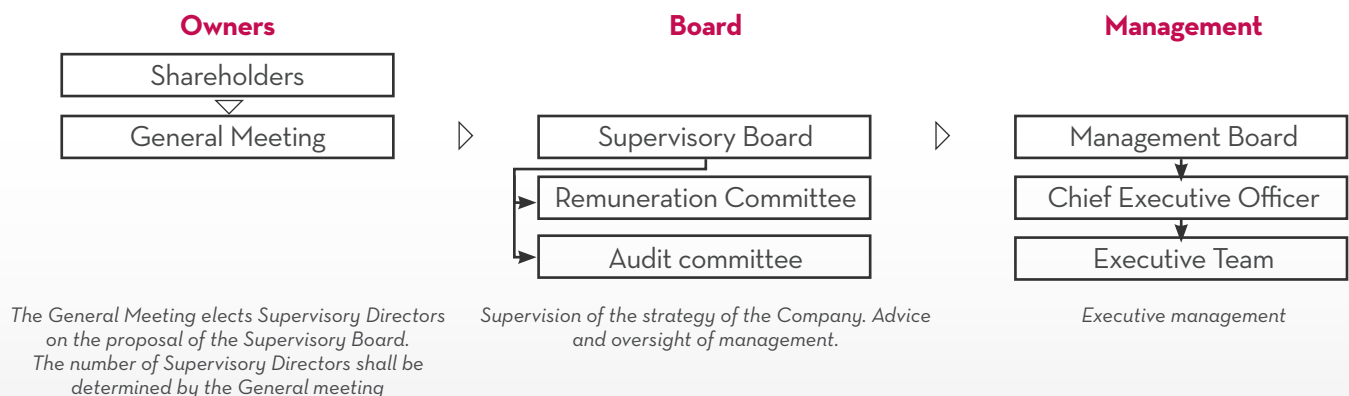 Owners
Shareholders
General Meeting
The General Meeting elects Supervisory Directors
on the proposal of the Supervisory Board.
The number of Supervisory Directors shall be
determined by the General meeting
Board
Supervisory Board
Remuneration Committee
Audit committee
Supervision of the strategy of the Company. Advice
and oversight of management.
Management
Management Board
Chief Executive Officer
Executive Team
Executive management